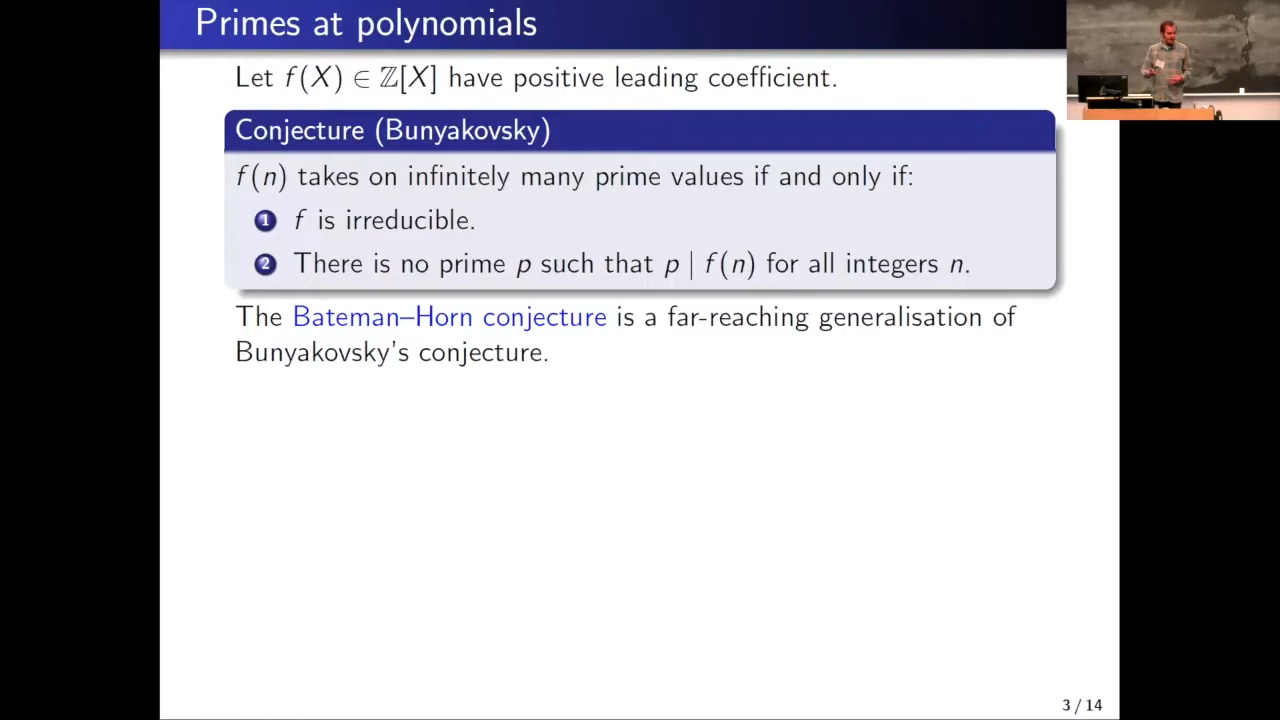 Primes at polynomials
Let f(X) ∈ ℤ[X] have positive leading coefficient.
Conjecture (Bunyakovsky)
f(n) takes on infinitely many prime values if and only if:
1 f is irreducible.
2 There is no prime p such that p | f(n) for all integers n.
The Bateman–Horn conjecture is a far-reaching generalisation of
Bunyakovsky's conjecture.
3 / 14